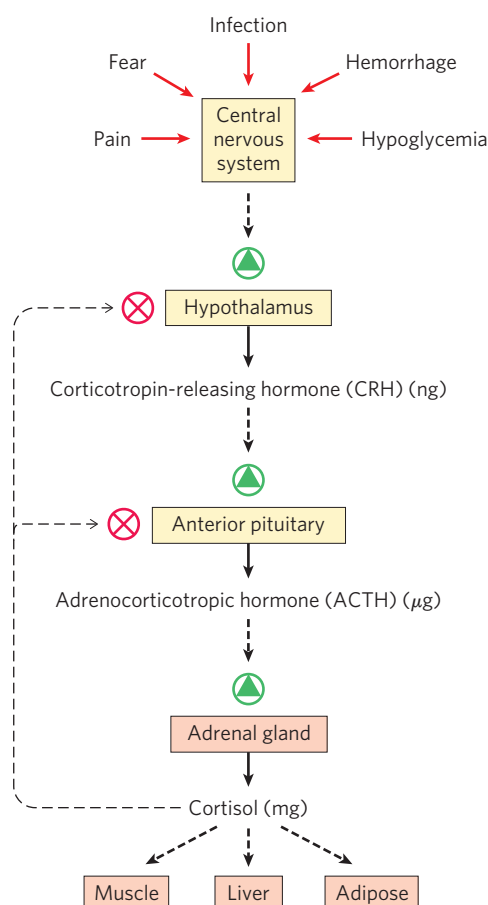 Infection
Fear
Hemorrhage
Central
nervous
system
Pain
Hypoglycemia
Hypothalamus
Corticotropin-releasing hormone (CRH) (ng)
Anterior pituitary
Adrenocorticotropic hormone (ACTH) (μg)
Adrenal gland
Cortisol (mg)
Muscle
Liver
Adipose